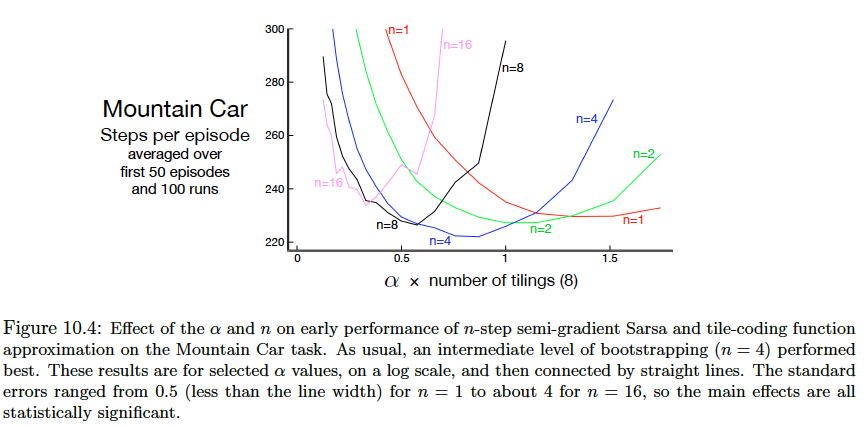 300
280
260
240
220
Mountain Car
Steps per episode
averaged over
first 50 episodes
and 100 runs
n=1
n=16
n=8
n=4
n=2
n=16
n=8
n=4
n=2
n=1
0
0.5
1
1.5
α × number of tilings (8)
Figure 10.4: Effect of the α and n on early performance of n-step semi-gradient Sarsa and tile-coding function
approximation on the Mountain Car task. As usual, an intermediate level of bootstrapping (n = 4) performed
best. These results are for selected α values, on a log scale, and then connected by straight lines. The standard
errors ranged from 0.5 (less than the line width) for n = 1 to about 4 for n = 16, so the main effects are all
statistically significant.